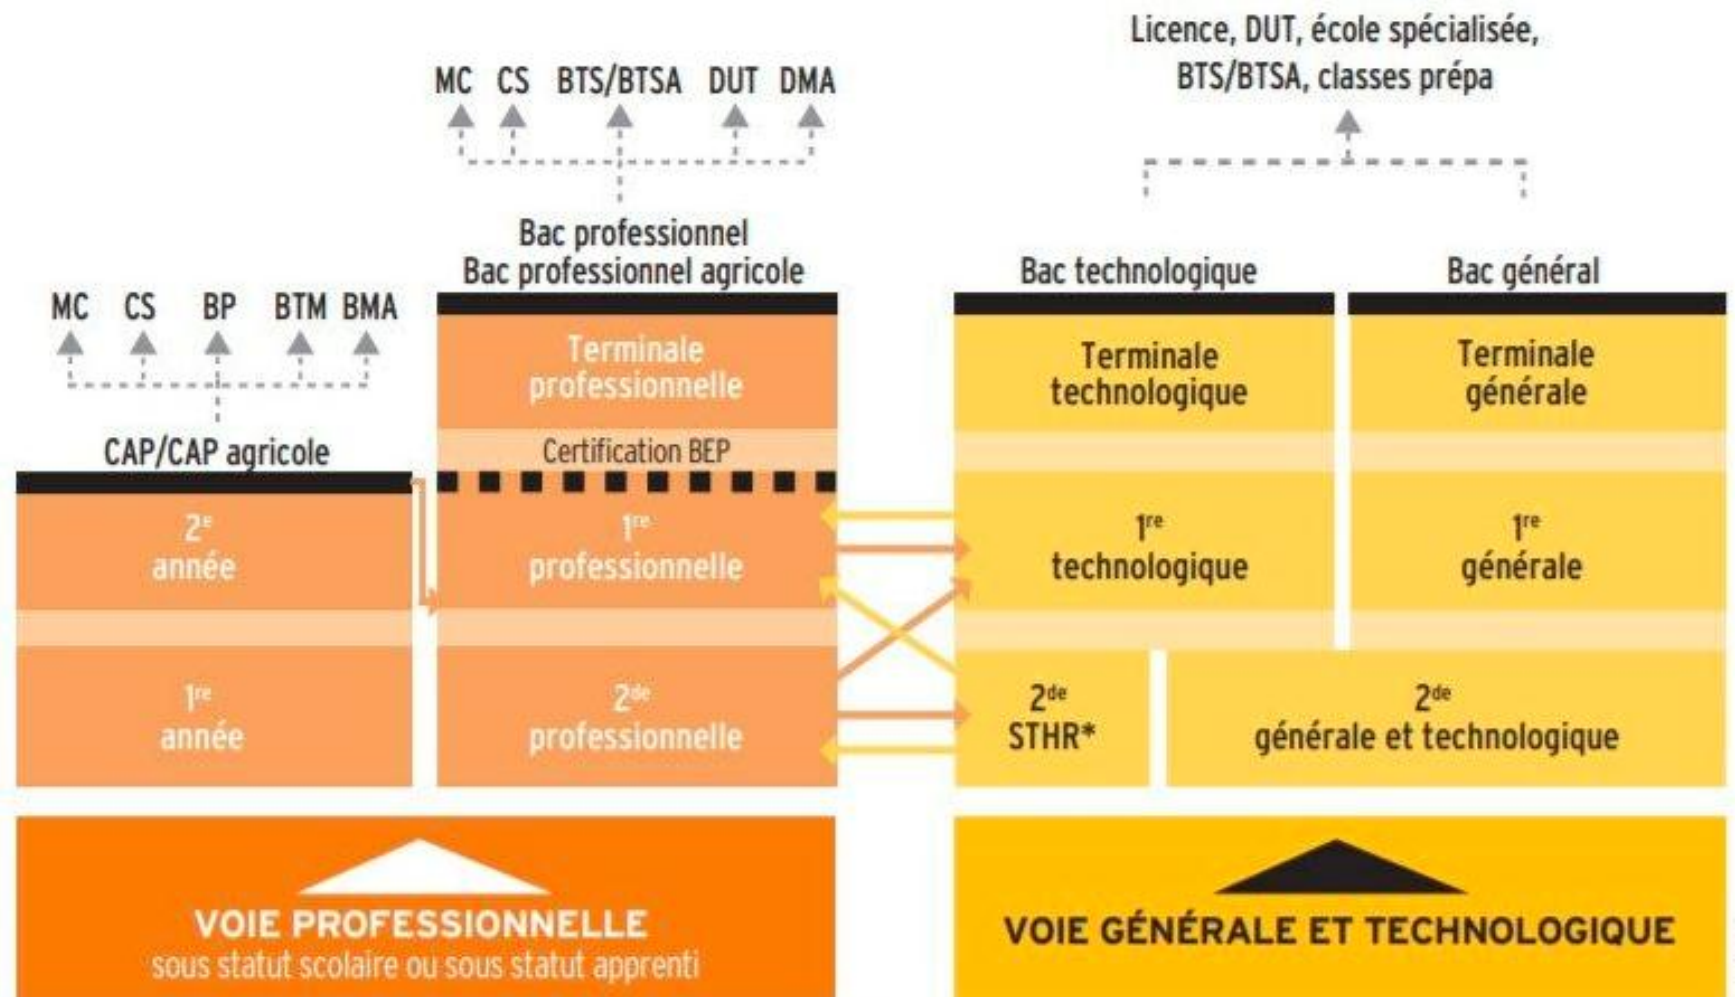 Licence, DUT, école spécialisée,
BTS/BTSA, classes prépa
MC CS BTS/BTSA DUT DMA
Bac professionnel
Bac professionnel agricole
Bac technologique
Bac général
MC CS BP BTM BMA
CAP/CAP agricole
Terminale
professionnelle
Certification BEP
Terminale
technologique
Terminale
générale
2e
année
1re
professionnelle
1re
technologique
1re
générale
1re
année
2de
professionnelle
2de
STHR*
2de
générale et technologique
VOIE PROFESSIONNELLE
sous statut scolaire ou sous statut apprenti
VOIE GÉNÉRALE ET TECHNOLOGIQUE